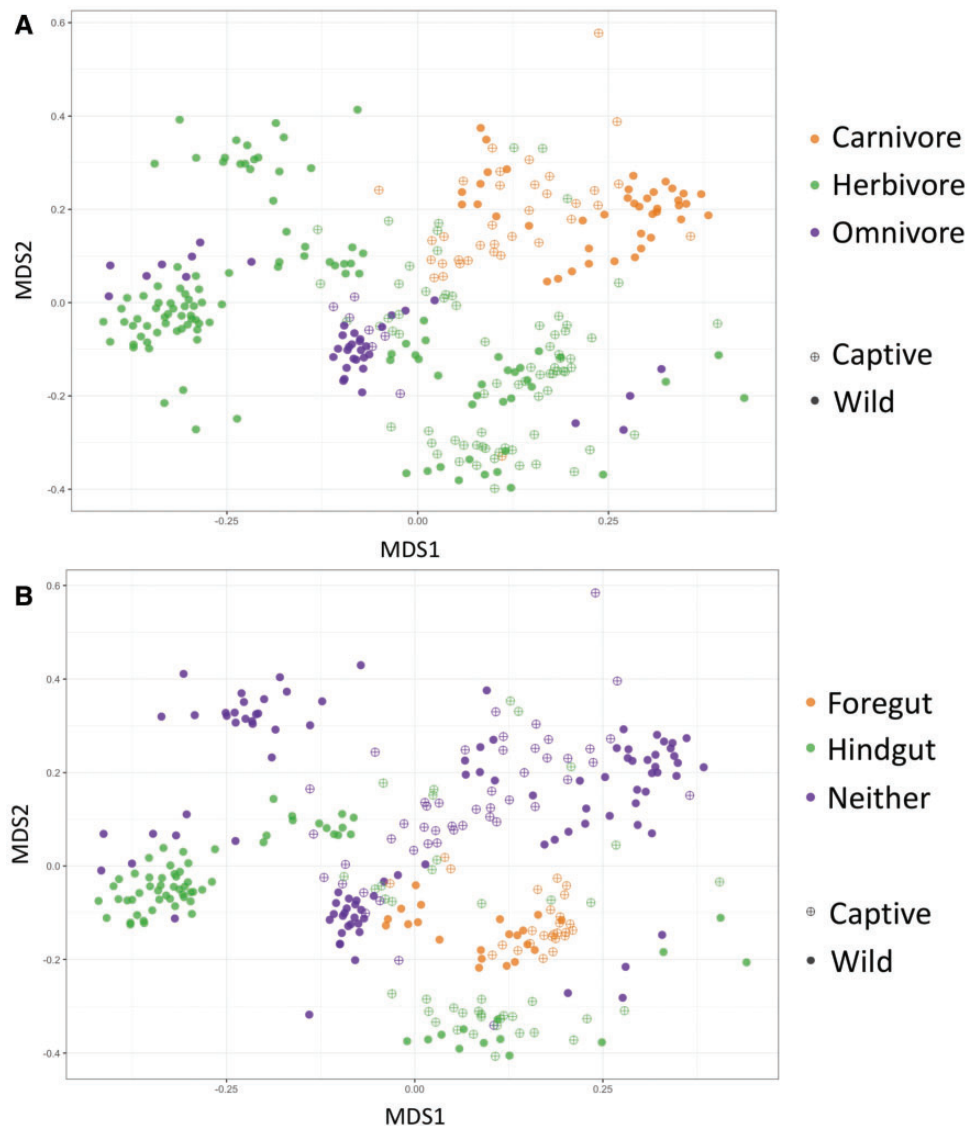 A
0.6
0.4
0.2
0.0
-0.2
-0.4
MDS2
-0.25
0.00
0.25
MDS1
Carnivore
Herbivore
Omnivore
Captive
Wild
B
0.6
0.4
0.2
0.0
-0.2
-0.4
MDS2
-0.25
0.00
0.25
MDS1
Foregut
Hindgut
Neither
Captive
Wild